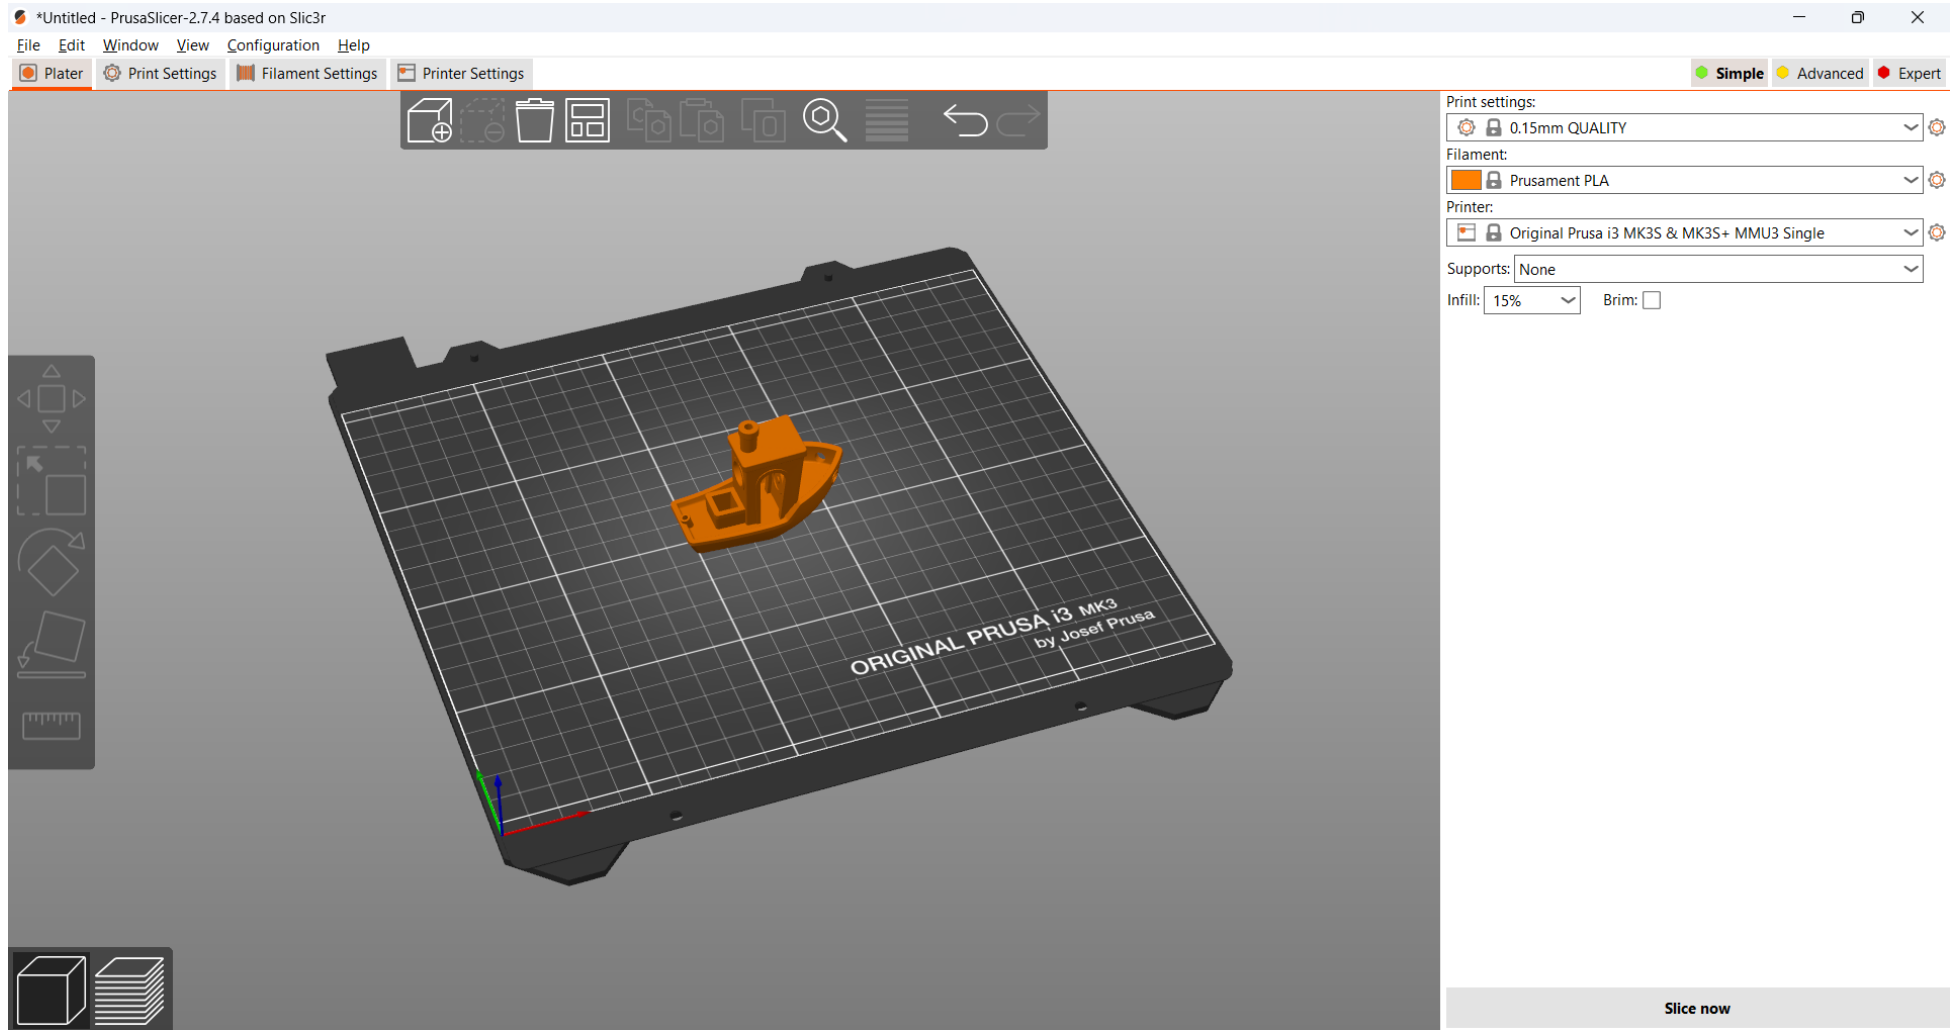 *Untitled - PrusaSlicer-2.7.4 based on Slic3r
File Edit Window View Configuration Help
Plater Print Settings Filament Settings Printer Settings
Simple Advanced Expert
Print settings:
0.15mm QUALITY
Filament:
Prusament PLA
Printer:
Original Prusa i3 MK3S & MK3S+ MMU3 Single
Supports: None
Infill: 15% Brim:
ORIGINAL PRUSA i3 MK3
by Josef Prusa
Slice now